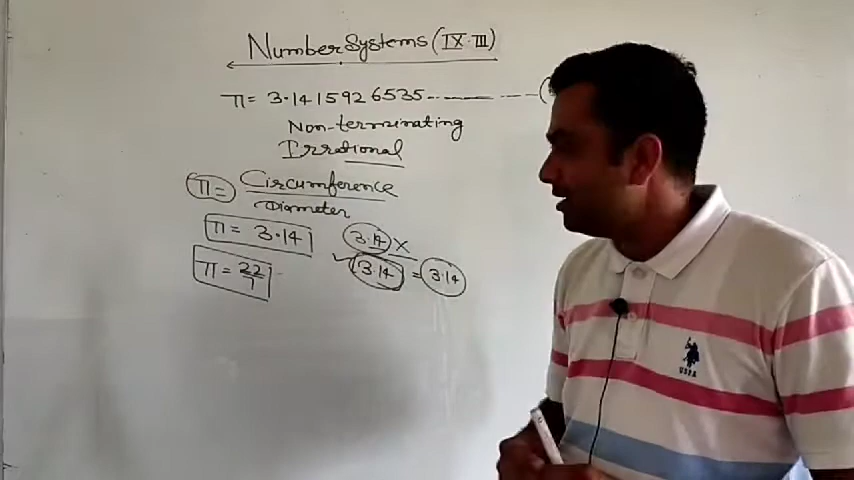 Number Systems (IX-III)
π = 3.1415926535-----------
Non-terminating
Irrational
π = Circumference
Diameter
π = 3.14
3.14 x
π = 22/7
3.14 = 3.14
USPA